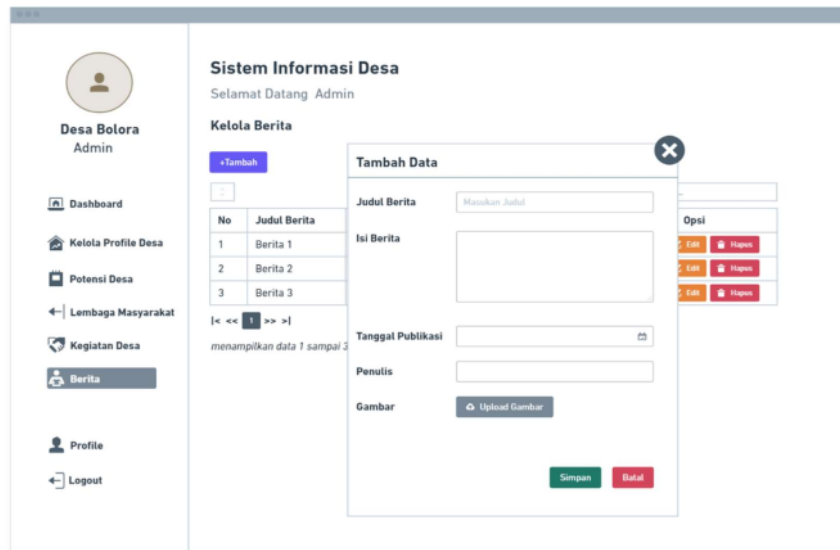 Sistem Informasi Desa
Selamat Datang Admin
Desa Bolora
Admin
Dashboard
Kelola Profile Desa
Potensi Desa
Lembaga Masyarakat
Kegiatan Desa
Berita
Profile
Logout
Kelola Berita
+Tambah
No Judul Berita Opsi
1 Berita 1 Edit Hapus
2 Berita 2 Edit Hapus
3 Berita 3 Edit Hapus
|< << 1 >> >|
menampilkan data 1 sampai 3
Tambah Data
Judul Berita Masukan Judul
Isi Berita
Tanggal Publikasi
Penulis
Gambar Upload Gambar
Simpan Batal